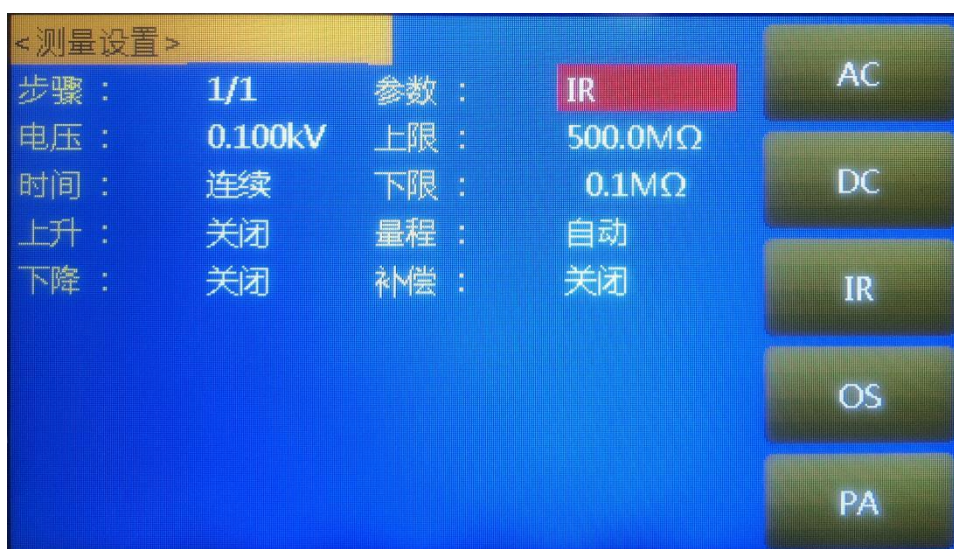 <测量设置>
步骤： 1/1 参数： IR
电压： 0.100kV 上限： 500.0MΩ
时间： 连续 下限： 0.1MΩ
上升： 关闭 量程： 自动
下降： 关闭 补偿： 关闭
AC
DC
IR
OS
PA